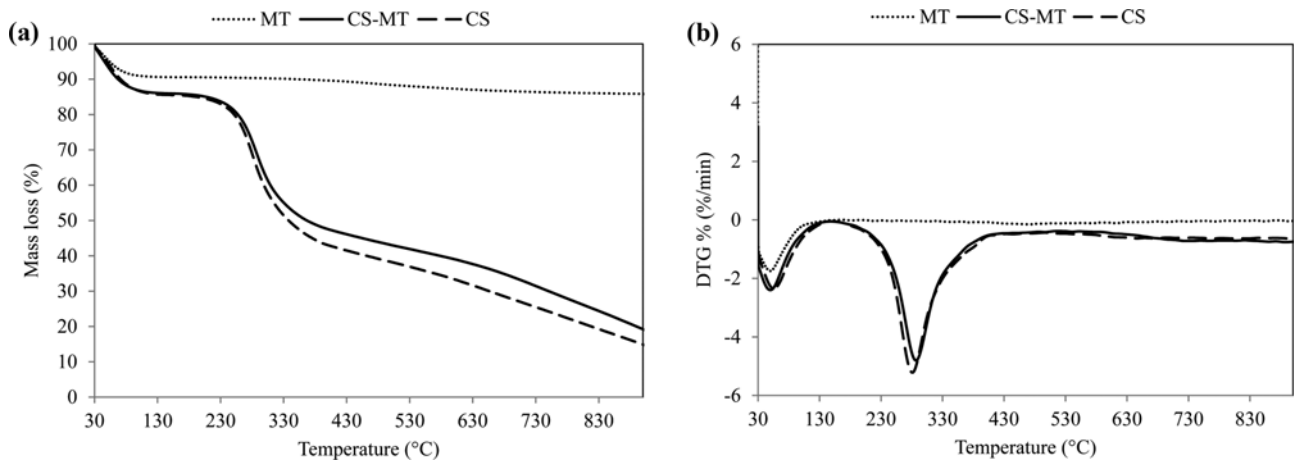 (a)
MT CS-MT CS
Mass loss (%)
100
90
80
70
60
50
40
30
20
10
0
30 130 230 330 430 530 630 730 830
Temperature (°C)
(b)
MT CS-MT CS
DTG % (%/min)
6
4
2
0
-2
-4
-6
30 130 230 330 430 530 630 730 830
Temperature (°C)